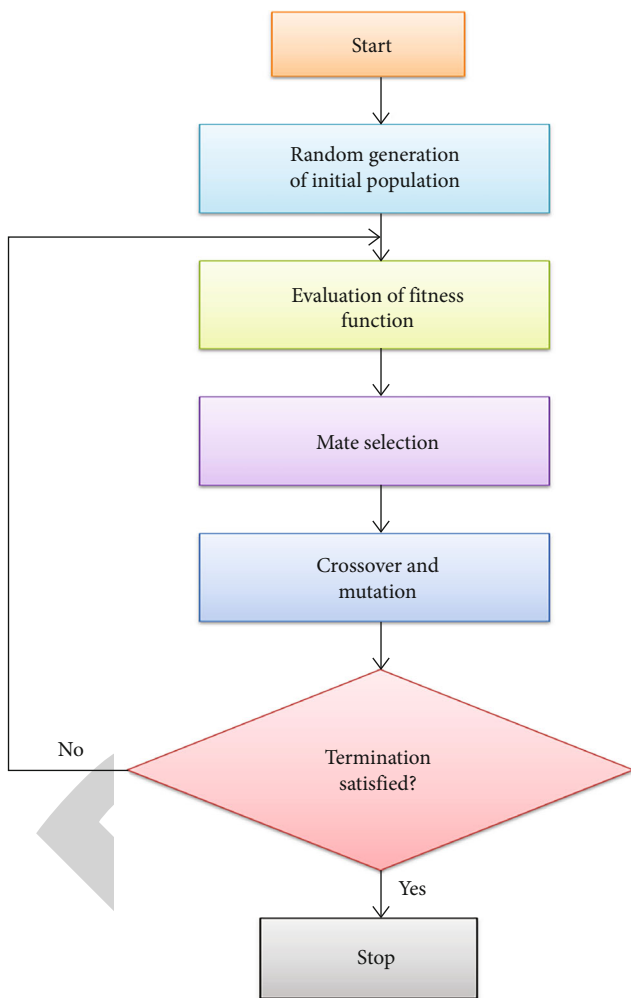 Start
Random generation
of initial population
Evaluation of fitness
function
Mate selection
Crossover and
mutation
Termination
satisfied?
No
Yes
Stop